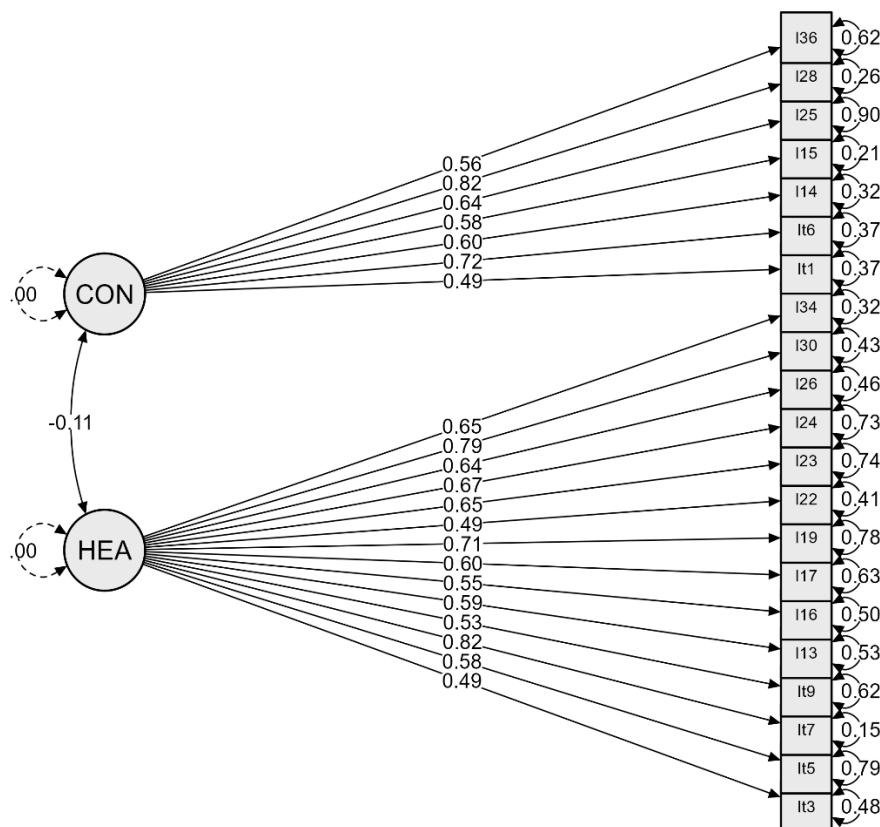 I36 0.62
I28 0.26
I25 0.90
I15 0.21
I14 0.32
It6 0.37
It1 0.37
I34 0.32
I30 0.43
I26 0.46
I24 0.73
I23 0.74
I22 0.41
I19 0.78
I17 0.63
I16 0.50
I13 0.53
It9 0.62
It7 0.15
It5 0.79
It3 0.48
0.56
0.82
0.64
0.58
0.60
0.72
0.49
.00
CON
-0.11
.00
HEA
0.65
0.79
0.64
0.67
0.65
0.49
0.71
0.60
0.55
0.59
0.53
0.82
0.58
0.49